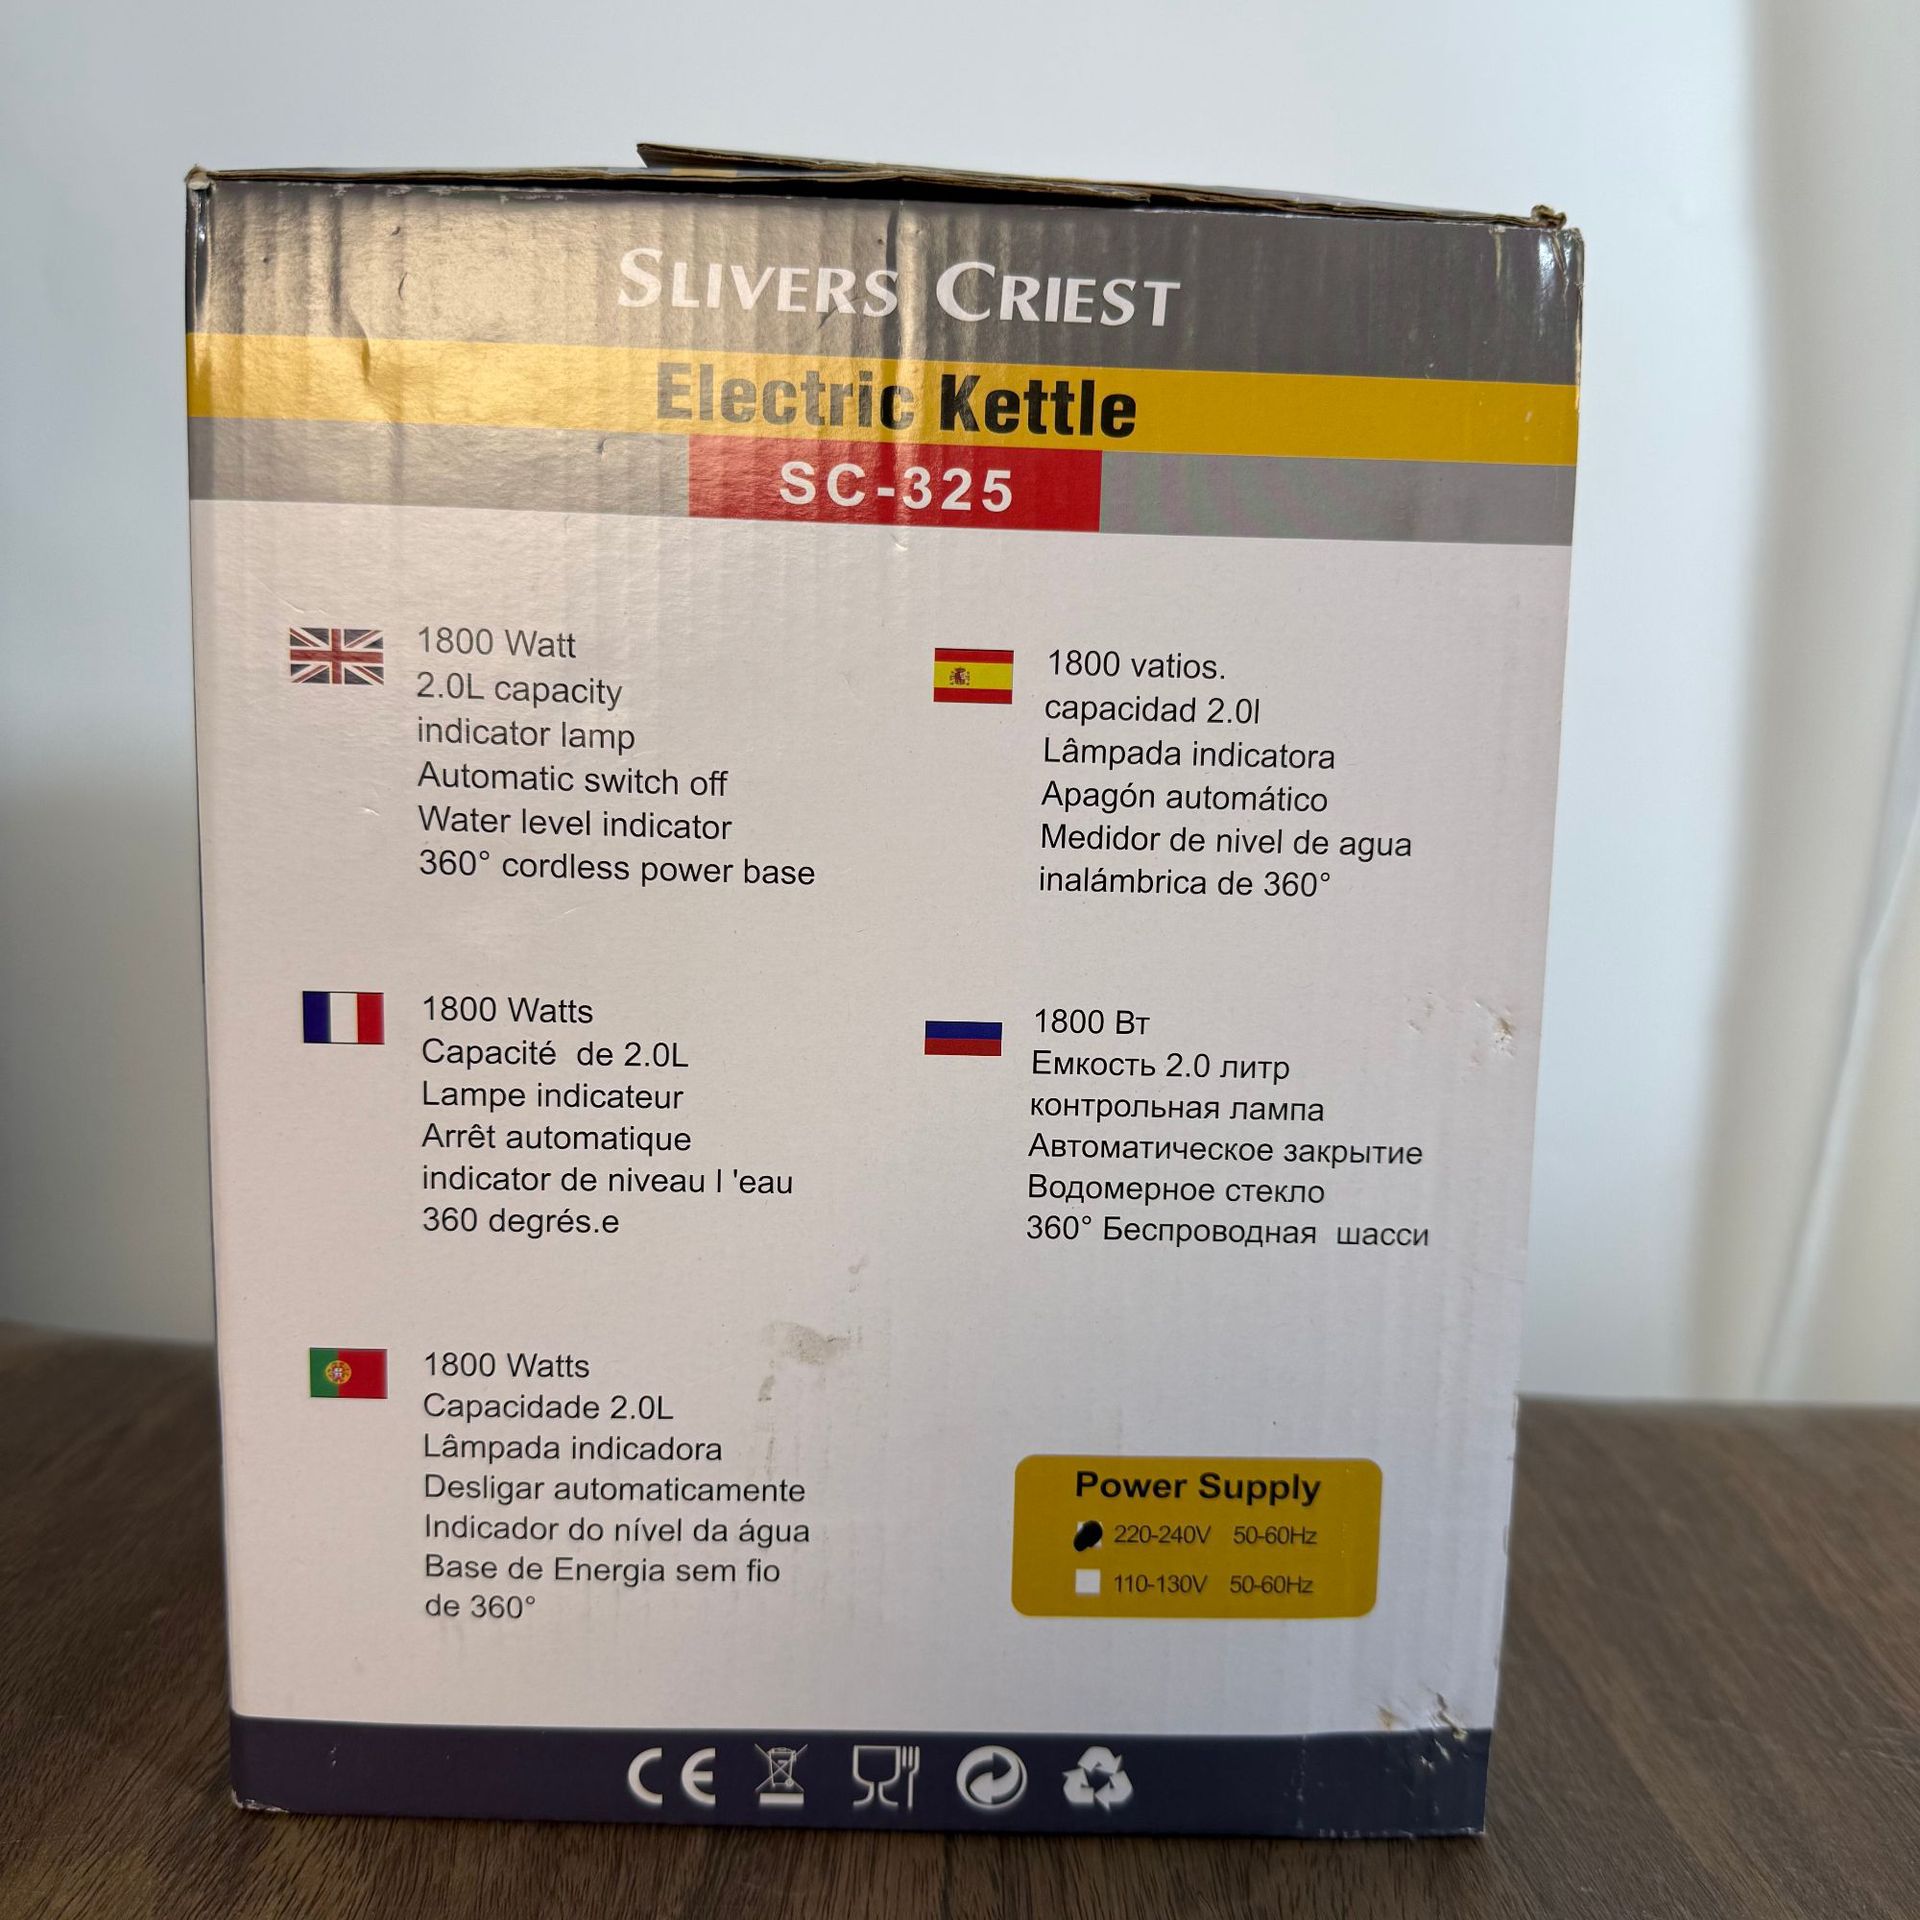 SLIVERS CRIEST
Electric Kettle
SC-325
1800 Watt
2.0L capacity
indicator lamp
Automatic switch off
Water level indicator
360° cordless power base
1800 vatios.
capacidad 2.0l
Lâmpada indicatora
Apagón automático
Medidor de nivel de agua
inalámbrica de 360°
1800 Watts
Capacité de 2.0L
Lampe indicateur
Arrêt automatique
indicator de niveau l 'eau
360 degrés.e
1800 Вт
Емкость 2.0 литр
контрольная лампа
Автоматическое закрытие
Водомерное стекло
360° Беспроводная шасси
1800 Watts
Capacidade 2.0L
Lâmpada indicadora
Desligar automaticamente
Indicador do nível da água
Base de Energia sem fio
de 360°
Power Supply
220-240V 50-60Hz
110-130V 50-60Hz
CE